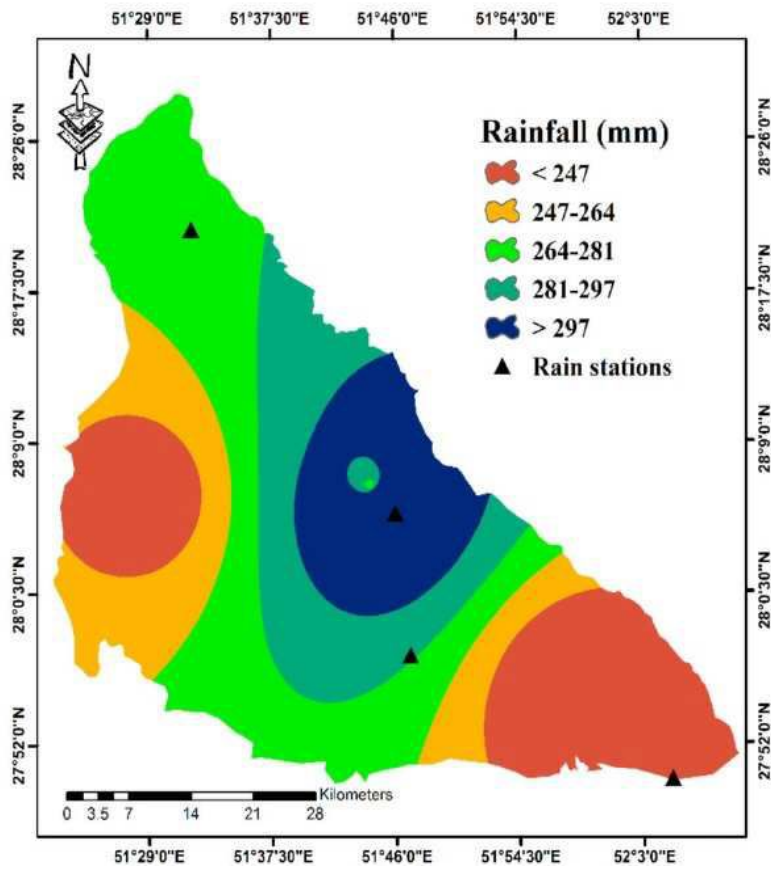 51°29'0"E 51°37'30"E 51°46'0"E 51°54'30"E 52°3'0"E
N
28°26'0"N 28°26'0"N
Rainfall (mm)
< 247
247-264
264-281
281-297
> 297
Rain stations
28°17'30"N 28°17'30"N
28°9'0"N 28°9'0"N
28°0'30"N 28°0'30"N
27°52'0"N 27°52'0"N
Kilometers
0 3.5 7 14 21 28
51°29'0"E 51°37'30"E 51°46'0"E 51°54'30"E 52°3'0"E